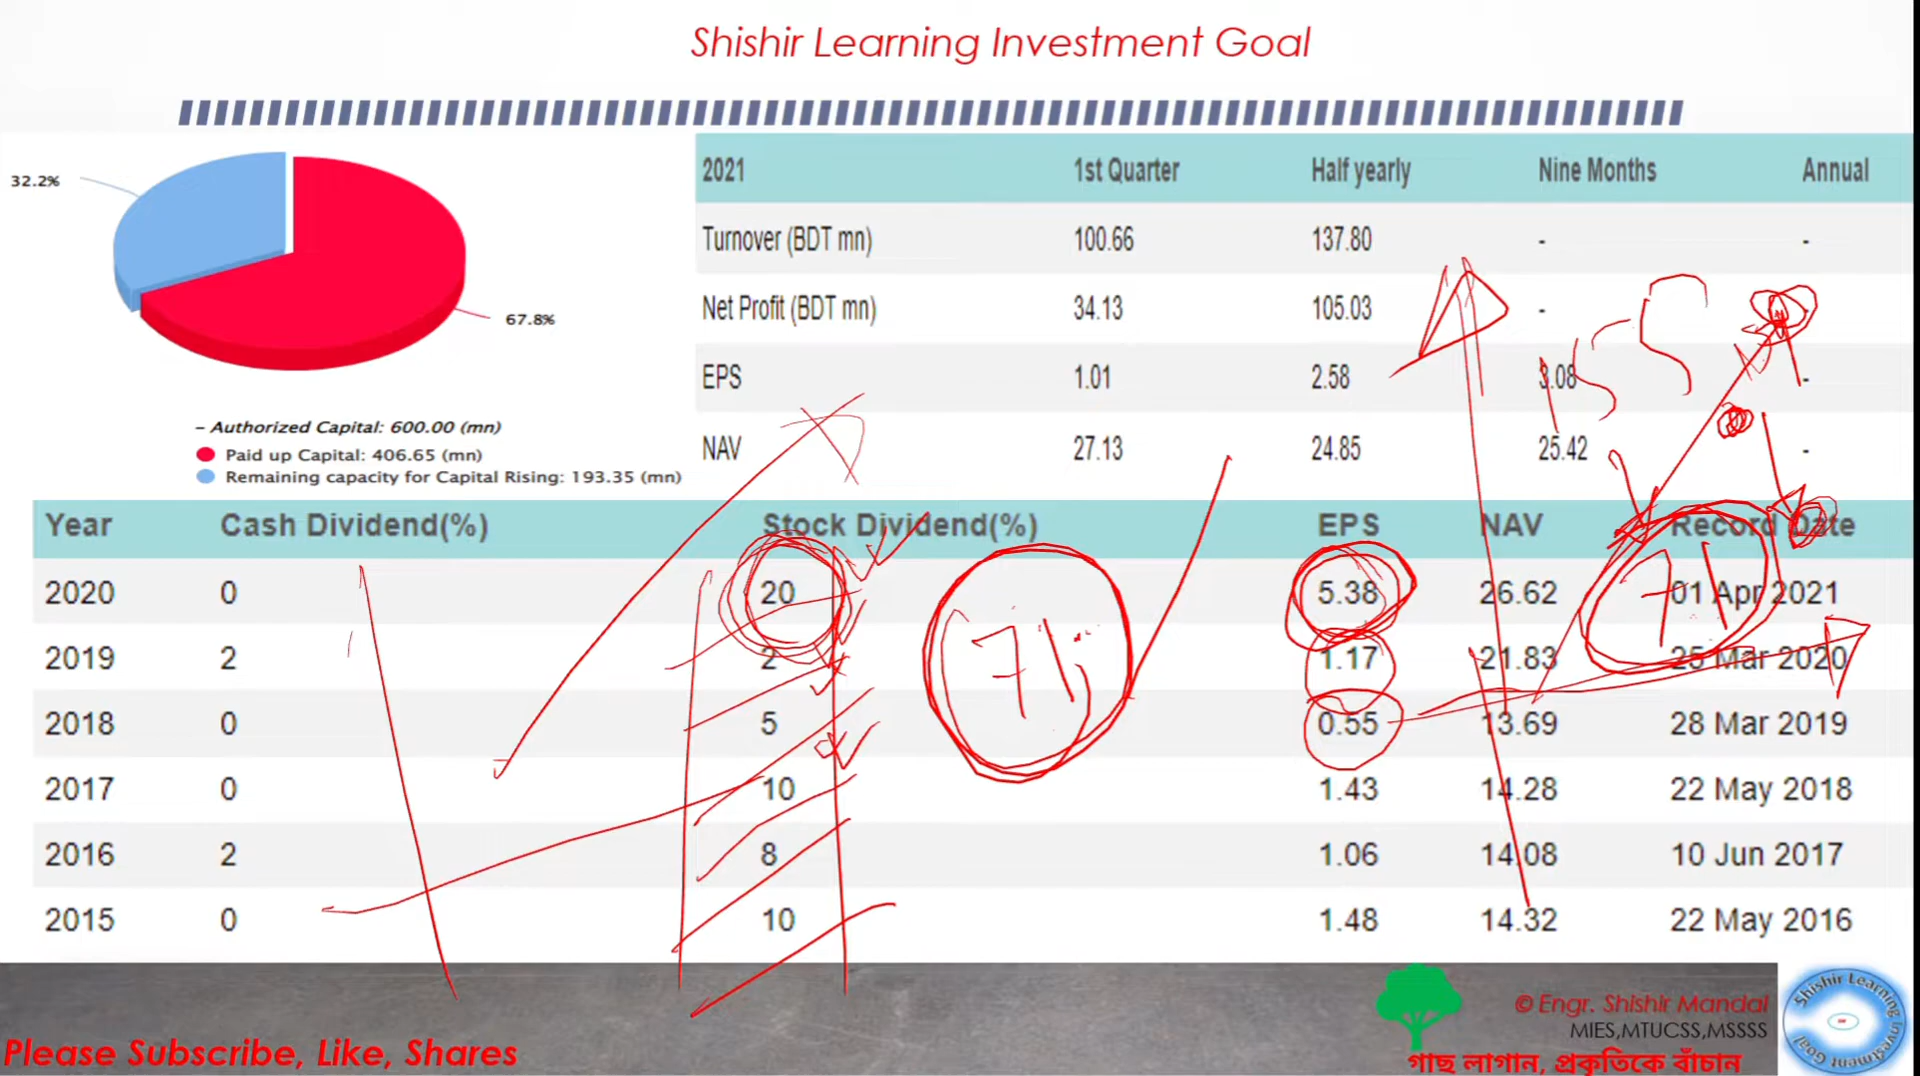 Shishir Learning Investment Goal
32.2%
67.8%
– Authorized Capital: 600.00 (mn)
Paid up Capital: 406.65 (mn)
Remaining capacity for Capital Rising: 193.35 (mn)
2021 1st Quarter Half yearly Nine Months Annual
Turnover (BDT mn) 100.66 137.80 - -
Net Profit (BDT mn) 34.13 105.03 - -
EPS 1.01 2.58 3.08 -
NAV 27.13 24.85 25.42 -
Year Cash Dividend(%) Stock Dividend(%) EPS NAV Record Date
2020 0 20 5.38 26.62 01 Apr 2021
2019 2 2 1.17 21.83 25 Mar 2020
2018 0 5 0.55 13.69 28 Mar 2019
2017 0 10 1.43 14.28 22 May 2018
2016 2 8 1.06 14.08 10 Jun 2017
2015 0 10 1.48 14.32 22 May 2016
© Engr. Shishir Mandal
MIES,MTUCSS,MSSSS
Please Subscribe, Like, Shares
গাছ লাগান, প্রকৃতিকে বাঁচান
Shishir Learning Investment Goal